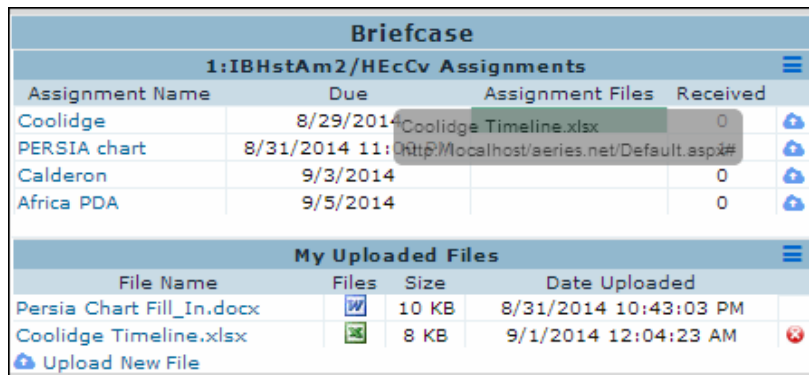 Briefcase
1:IBHstAm2/HEcCv Assignments
Assignment Name Due Assignment Files Received
Coolidge 8/29/2014 0
Coolidge Timeline.xlsx
PERSIA chart 8/31/2014 11: PM
http://localhost/aeries.net/Default.aspx#
Calderon 9/3/2014 0
Africa PDA 9/5/2014 0
My Uploaded Files
File Name Files Size Date Uploaded
Persia Chart Fill_In.docx 10 KB 8/31/2014 10:43:03 PM
Coolidge Timeline.xlsx 8 KB 9/1/2014 12:04:23 AM
Upload New File